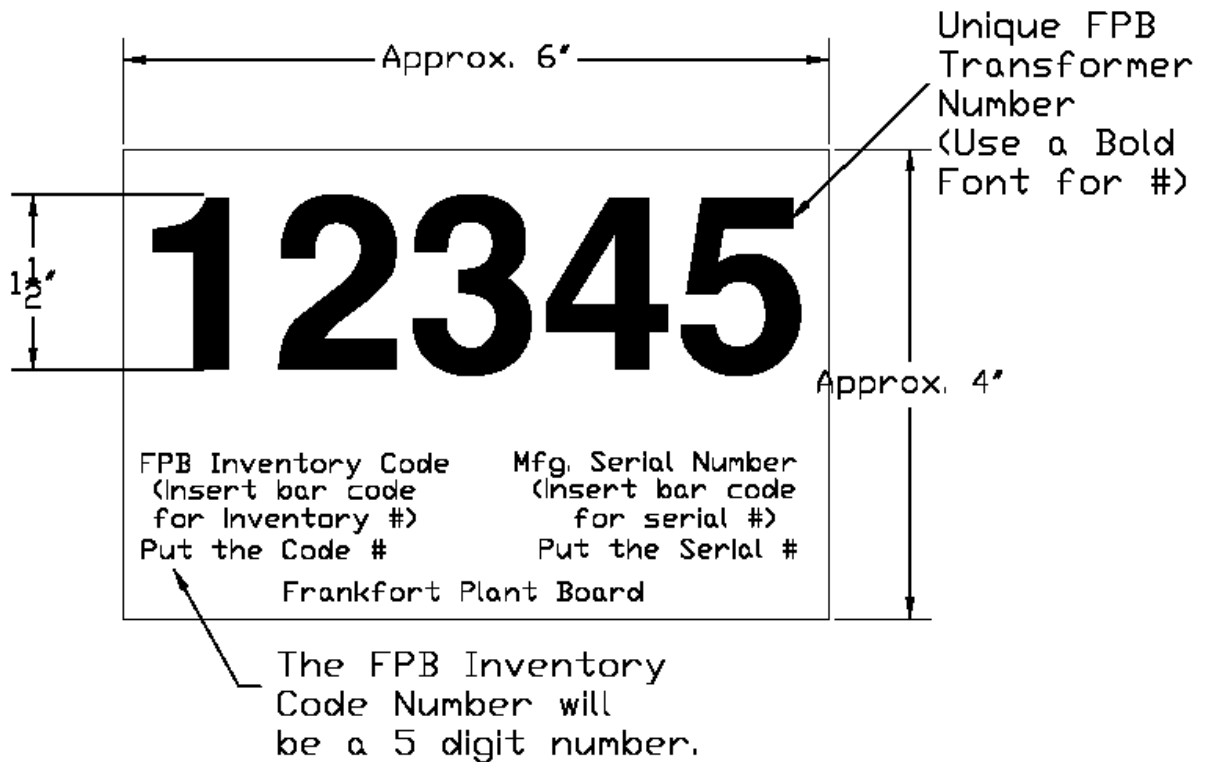 Approx. 6"
Unique FPB
Transformer
Number
(Use a Bold
Font for #)
12345
1 1/2"
Approx. 4"
FPB Inventory Code
(Insert bar code
for Inventory #)
Put the Code #
Mfg. Serial Number
(Insert bar code
for serial #)
Put the Serial #
Frankfort Plant Board
The FPB Inventory
Code Number will
be a 5 digit number.